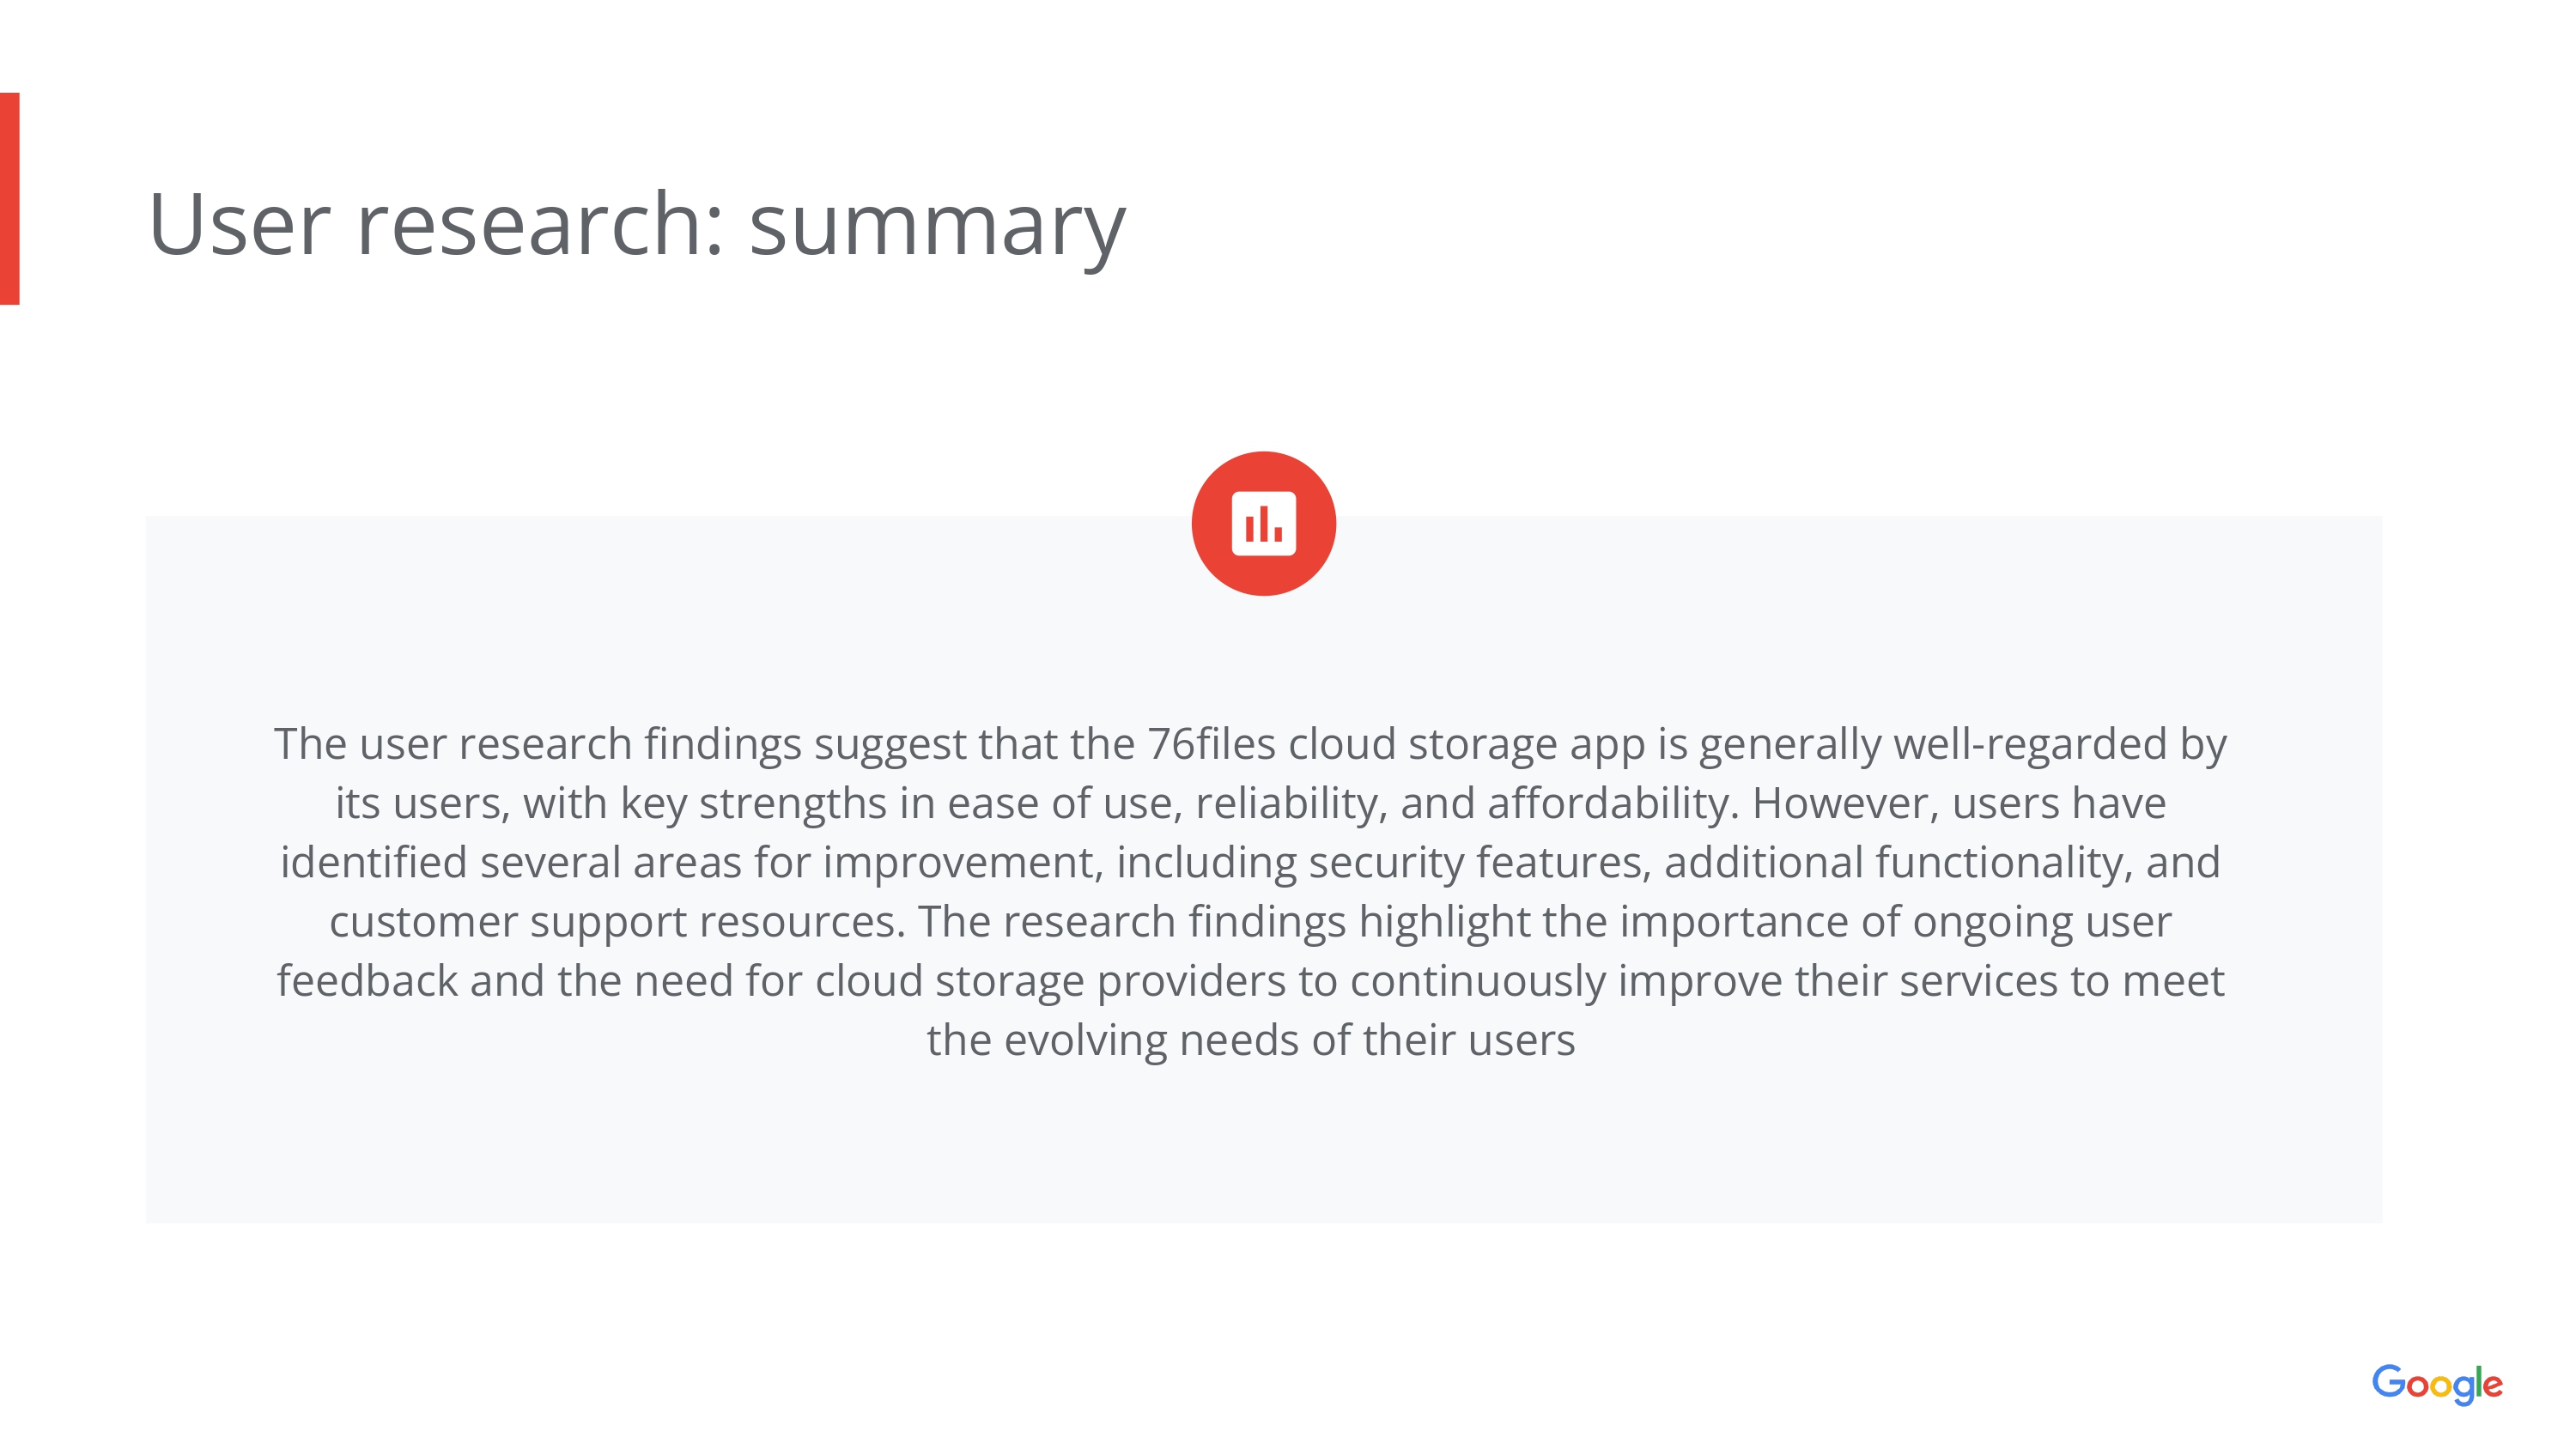 User research: summary
The user research findings suggest that the 76files cloud storage app is generally well-regarded by
its users, with key strengths in ease of use, reliability, and affordability. However, users have
identified several areas for improvement, including security features, additional functionality, and
customer support resources. The research findings highlight the importance of ongoing user
feedback and the need for cloud storage providers to continuously improve their services to meet
the evolving needs of their users
Google